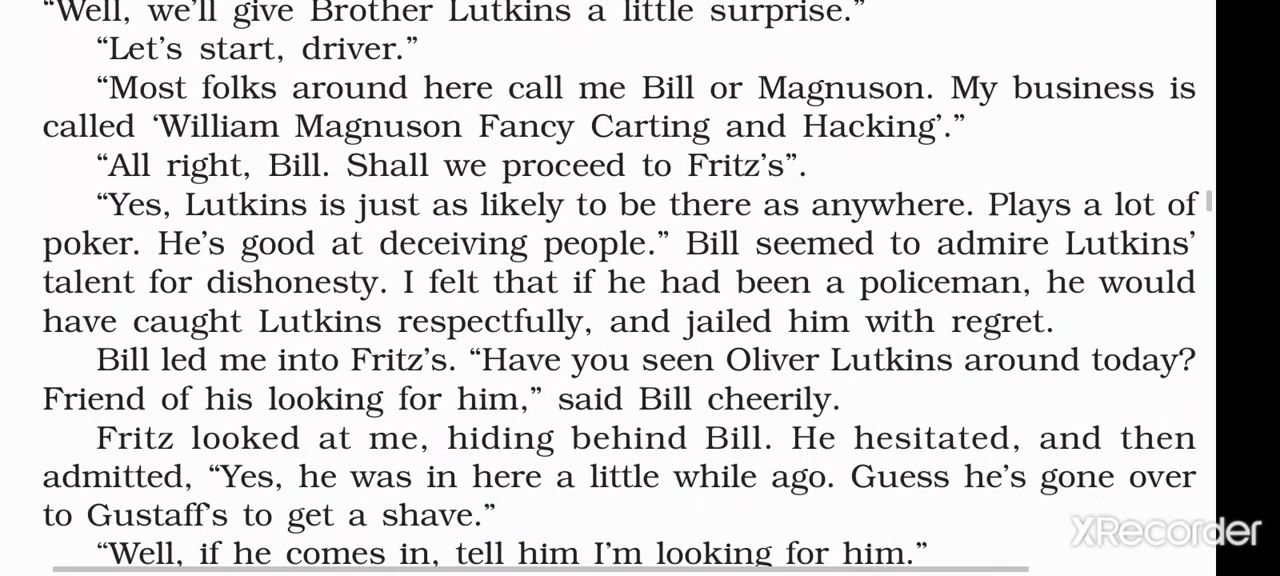 “Well, we’ll give Brother Lutkins a little surprise.”
“Let’s start, driver.”
“Most folks around here call me Bill or Magnuson. My business is
called ‘William Magnuson Fancy Carting and Hacking’.”
“All right, Bill. Shall we proceed to Fritz’s”.
“Yes, Lutkins is just as likely to be there as anywhere. Plays a lot of
poker. He’s good at deceiving people.” Bill seemed to admire Lutkins’
talent for dishonesty. I felt that if he had been a policeman, he would
have caught Lutkins respectfully, and jailed him with regret.
Bill led me into Fritz’s. “Have you seen Oliver Lutkins around today?
Friend of his looking for him,” said Bill cheerily.
Fritz looked at me, hiding behind Bill. He hesitated, and then
admitted, “Yes, he was in here a little while ago. Guess he’s gone over
to Gustaff’s to get a shave.”
“Well, if he comes in, tell him I’m looking for him.”
XRecorder